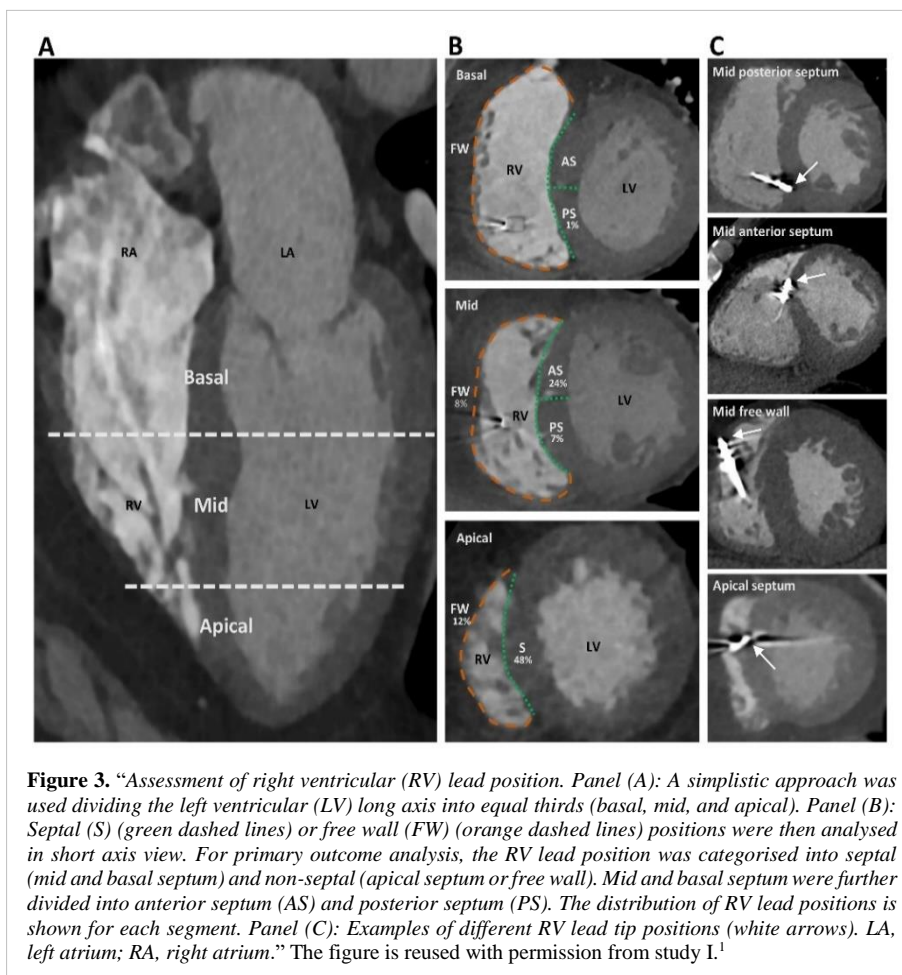 A
RA
LA
Basal
RV
Mid
LV
Apical
B
Basal
FW
RV
AS
LV
PS
1%
Mid
AS
24%
FW
8%
RV
LV
PS
7%
Apical
FW
12%
RV
S
48%
LV
C
Mid posterior septum
Mid anterior septum
Mid free wall
Apical septum
Figure 3. “Assessment of right ventricular (RV) lead position. Panel (A): A simplistic approach was
used dividing the left ventricular (LV) long axis into equal thirds (basal, mid, and apical). Panel (B):
Septal (S) (green dashed lines) or free wall (FW) (orange dashed lines) positions were then analysed
in short axis view. For primary outcome analysis, the RV lead position was categorised into septal
(mid and basal septum) and non-septal (apical septum or free wall). Mid and basal septum were further
divided into anterior septum (AS) and posterior septum (PS). The distribution of RV lead positions is
shown for each segment. Panel (C): Examples of different RV lead tip positions (white arrows). LA,
left atrium; RA, right atrium.” The figure is reused with permission from study I.¹